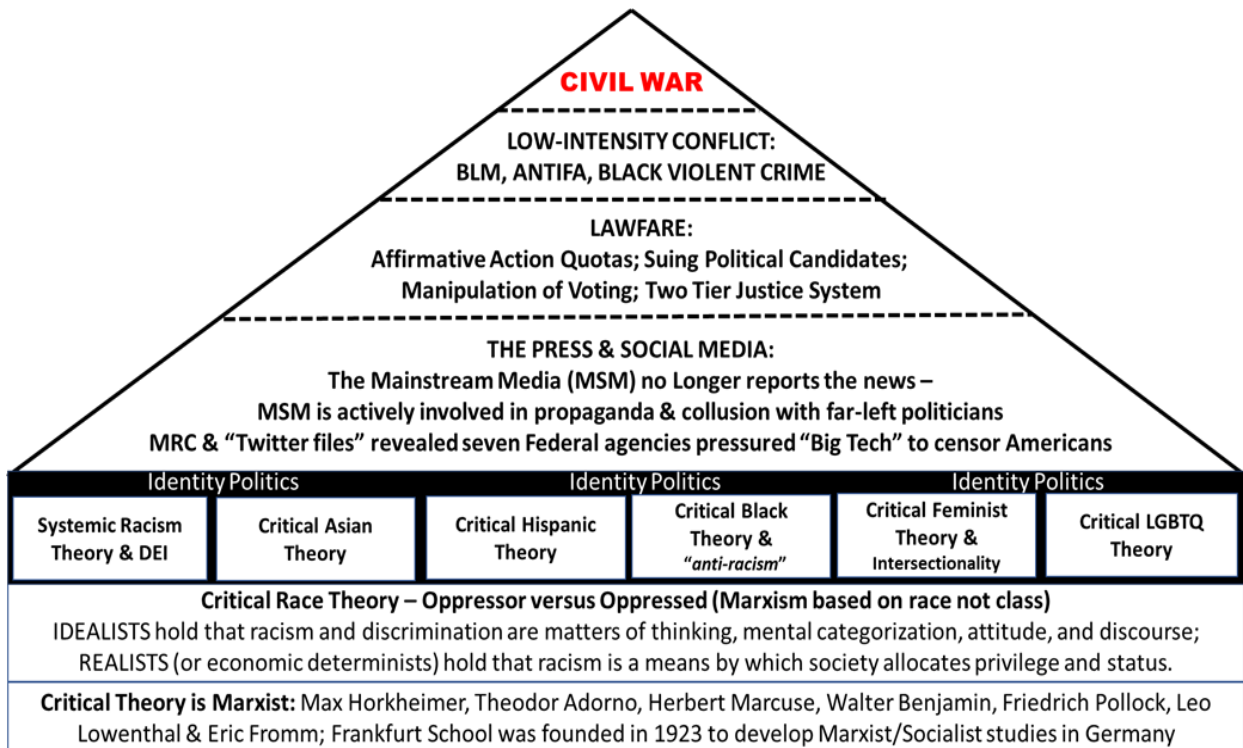 CIVIL WAR
LOW-INTENSITY CONFLICT:
BLM, ANTIFA, BLACK VIOLENT CRIME
LAWFARE:
Affirmative Action Quotas; Suing Political Candidates;
Manipulation of Voting; Two Tier Justice System
THE PRESS & SOCIAL MEDIA:
The Mainstream Media (MSM) no Longer reports the news –
MSM is actively involved in propaganda & collusion with far-left politicians
MRC & “Twitter files” revealed seven Federal agencies pressured “Big Tech” to censor Americans
Identity Politics
Identity Politics
Identity Politics
Systemic Racism
Theory & DEI
Critical Asian
Theory
Critical Hispanic
Theory
Critical Black
Theory &
“anti-racism”
Critical Feminist
Theory &
Intersectionality
Critical LGBTQ
Theory
Critical Race Theory – Oppressor versus Oppressed (Marxism based on race not class)
IDEALISTS hold that racism and discrimination are matters of thinking, mental categorization, attitude, and discourse;
REALISTS (or economic determinists) hold that racism is a means by which society allocates privilege and status.
Critical Theory is Marxist: Max Horkheimer, Theodor Adorno, Herbert Marcuse, Walter Benjamin, Friedrich Pollock, Leo
Lowenthal & Eric Fromm; Frankfurt School was founded in 1923 to develop Marxist/Socialist studies in Germany